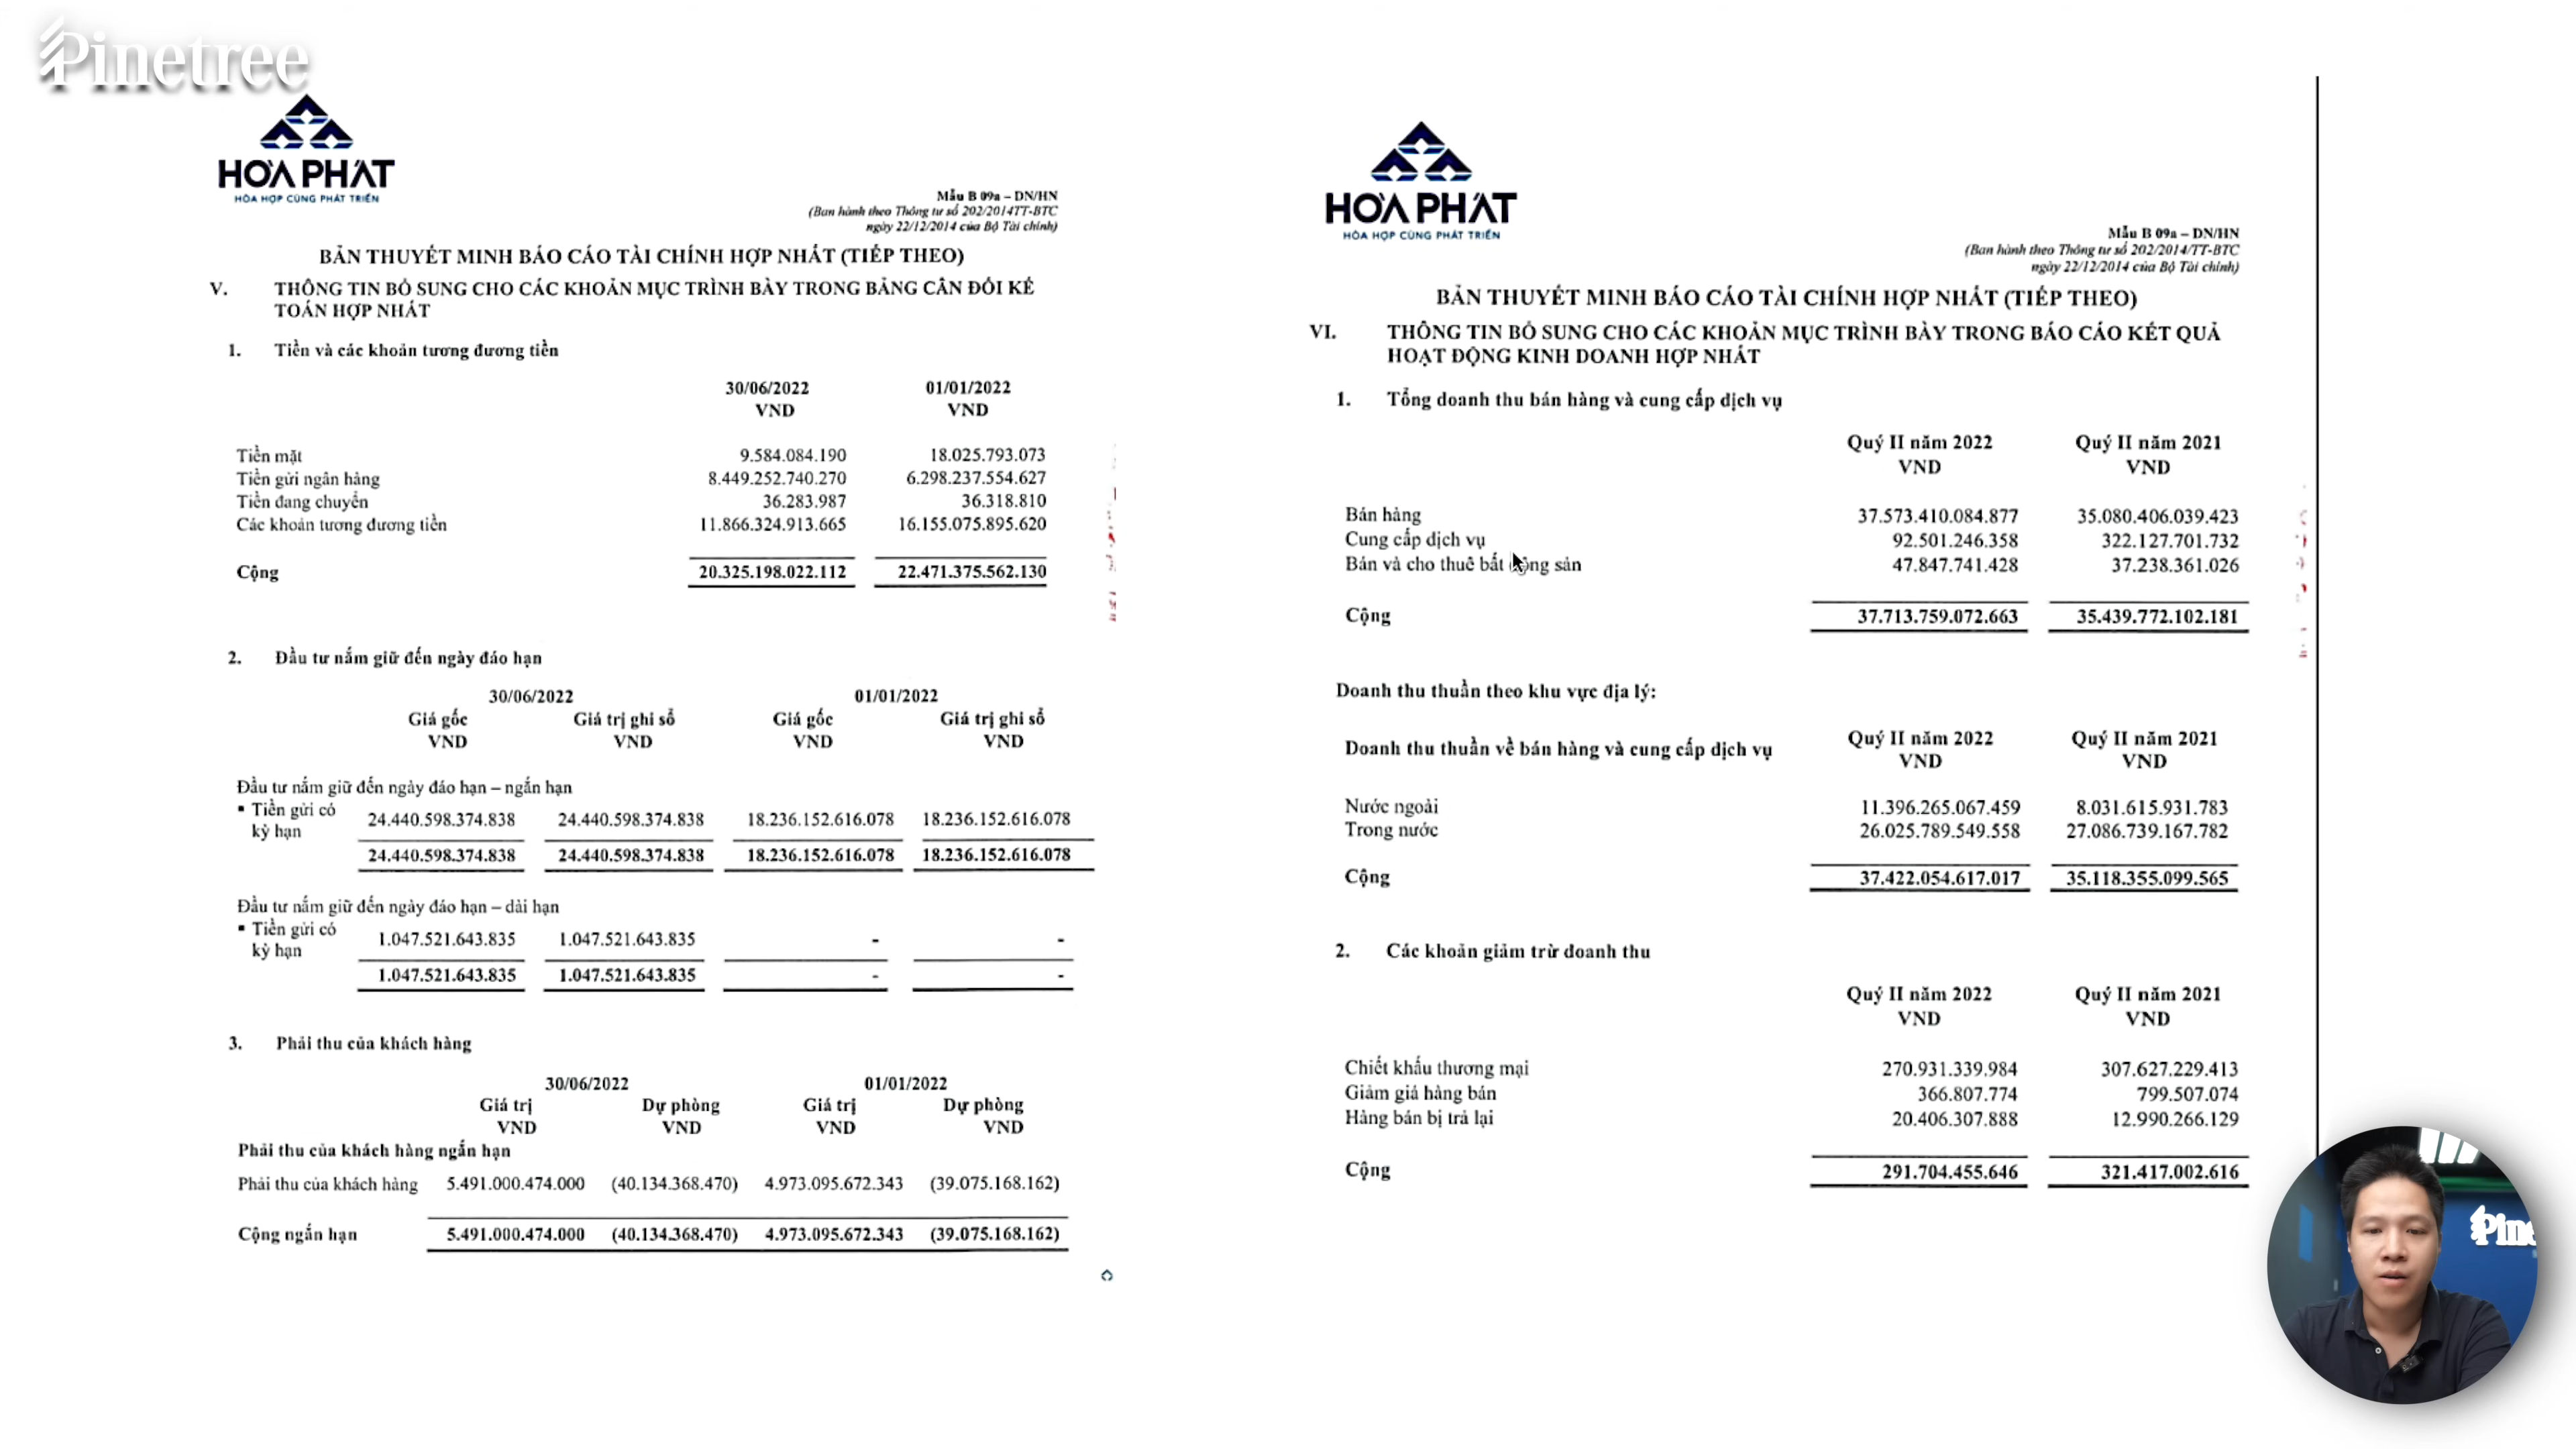 Pinetree
HÒA PHÁT
HÒA HỢP CÙNG PHÁT TRIỂN
Mẫu B 09a – DN/HN
(Ban hành theo Thông tư số 202/2014TT-BTC
ngày 22/12/2014 của Bộ Tài chính)
BẢN THUYẾT MINH BÁO CÁO TÀI CHÍNH HỢP NHẤT (TIẾP THEO)
V. THÔNG TIN BỔ SUNG CHO CÁC KHOẢN MỤC TRÌNH BÀY TRONG BẢNG CÂN ĐỐI KẾ
TOÁN HỢP NHẤT
1. Tiền và các khoản tương đương tiền
30/06/2022 01/01/2022
VND VND
Tiền mặt 9.584.084.190 18.025.793.073
Tiền gửi ngân hàng 8.449.252.740.270 6.298.237.554.627
Tiền đang chuyển 36.283.987 36.318.810
Các khoản tương đương tiền 11.866.324.913.665 16.155.075.895.620
Cộng 20.325.198.022.112 22.471.375.562.130
2. Đầu tư nắm giữ đến ngày đáo hạn
30/06/2022 01/01/2022
Giá gốc Giá trị ghi sổ Giá gốc Giá trị ghi sổ
VND VND VND VND
Đầu tư nắm giữ đến ngày đáo hạn – ngắn hạn
▪ Tiền gửi có
kỳ hạn 24.440.598.374.838 24.440.598.374.838 18.236.152.616.078 18.236.152.616.078
24.440.598.374.838 24.440.598.374.838 18.236.152.616.078 18.236.152.616.078
Đầu tư nắm giữ đến ngày đáo hạn – dài hạn
▪ Tiền gửi có
kỳ hạn 1.047.521.643.835 1.047.521.643.835 - -
1.047.521.643.835 1.047.521.643.835 - -
3. Phải thu của khách hàng
30/06/2022 01/01/2022
Giá trị Dự phòng Giá trị Dự phòng
VND VND VND VND
Phải thu của khách hàng ngắn hạn
Phải thu của khách hàng 5.491.000.474.000 (40.134.368.470) 4.973.095.672.343 (39.075.168.162)
Cộng ngắn hạn 5.491.000.474.000 (40.134.368.470) 4.973.095.672.343 (39.075.168.162)
HÒA PHÁT
HÒA HỢP CÙNG PHÁT TRIỂN
Mẫu B 09a – DN/HN
(Ban hành theo Thông tư số 202/2014/TT-BTC
ngày 22/12/2014 của Bộ Tài chính)
BẢN THUYẾT MINH BÁO CÁO TÀI CHÍNH HỢP NHẤT (TIẾP THEO)
VI. THÔNG TIN BỔ SUNG CHO CÁC KHOẢN MỤC TRÌNH BÀY TRONG BÁO CÁO KẾT QUẢ
HOẠT ĐỘNG KINH DOANH HỢP NHẤT
1. Tổng doanh thu bán hàng và cung cấp dịch vụ
Quý II năm 2022 Quý II năm 2021
VND VND
Bán hàng 37.573.410.084.877 35.080.406.039.423
Cung cấp dịch vụ 92.501.246.358 322.127.701.732
Bán và cho thuê bất động sản 47.847.741.428 37.238.361.026
Cộng 37.713.759.072.663 35.439.772.102.181
Doanh thu thuần theo khu vực địa lý:
Doanh thu thuần về bán hàng và cung cấp dịch vụ Quý II năm 2022 Quý II năm 2021
VND VND
Nước ngoài 11.396.265.067.459 8.031.615.931.783
Trong nước 26.025.789.549.558 27.086.739.167.782
Cộng 37.422.054.617.017 35.118.355.099.565
2. Các khoản giảm trừ doanh thu
Quý II năm 2022 Quý II năm 2021
VND VND
Chiết khấu thương mại 270.931.339.984 307.627.229.413
Giảm giá hàng bán 366.807.774 799.507.074
Hàng bán bị trả lại 20.406.307.888 12.990.266.129
Cộng 291.704.455.646 321.417.002.616
Pine